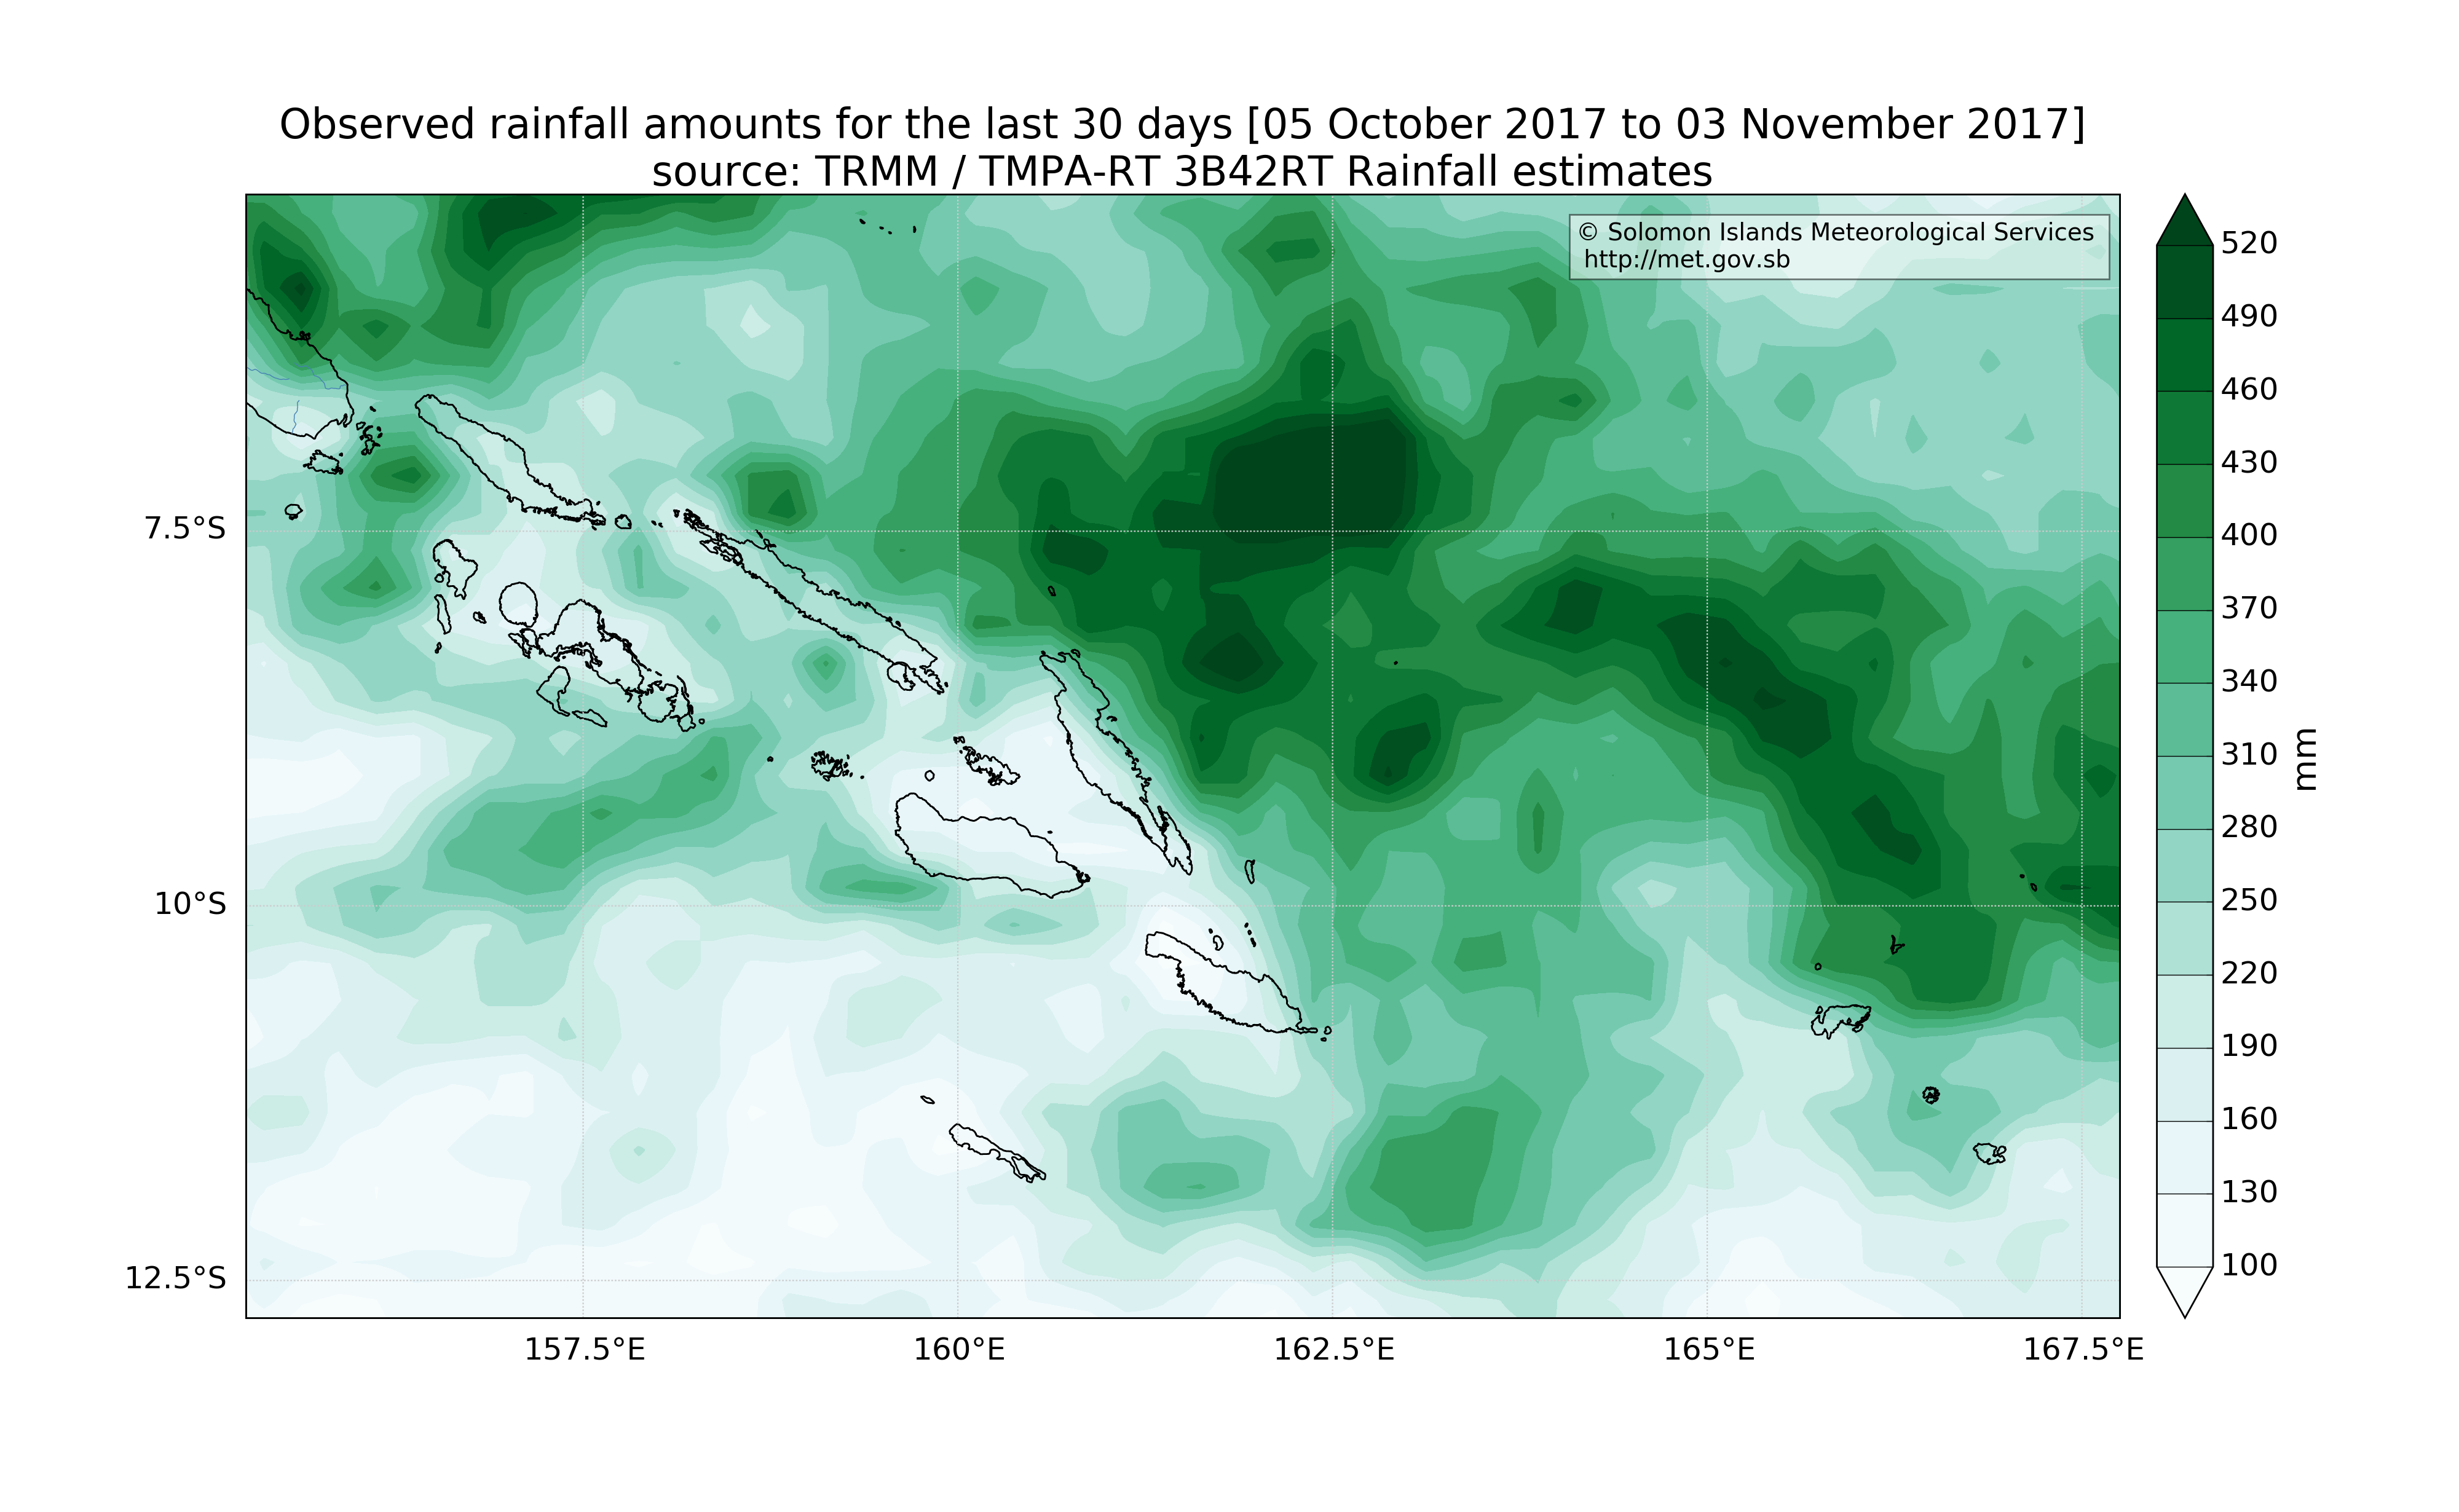 Observed rainfall amounts for the last 30 days [05 October 2017 to 03 November 2017]
source: TRMM / TMPA-RT 3B42RT Rainfall estimates
© Solomon Islands Meteorological Services
http://met.gov.sb
7.5°S
10°S
12.5°S
157.5°E
160°E
162.5°E
165°E
167.5°E
520
490
460
430
400
370
340
310
280
250
220
190
160
130
100
mm